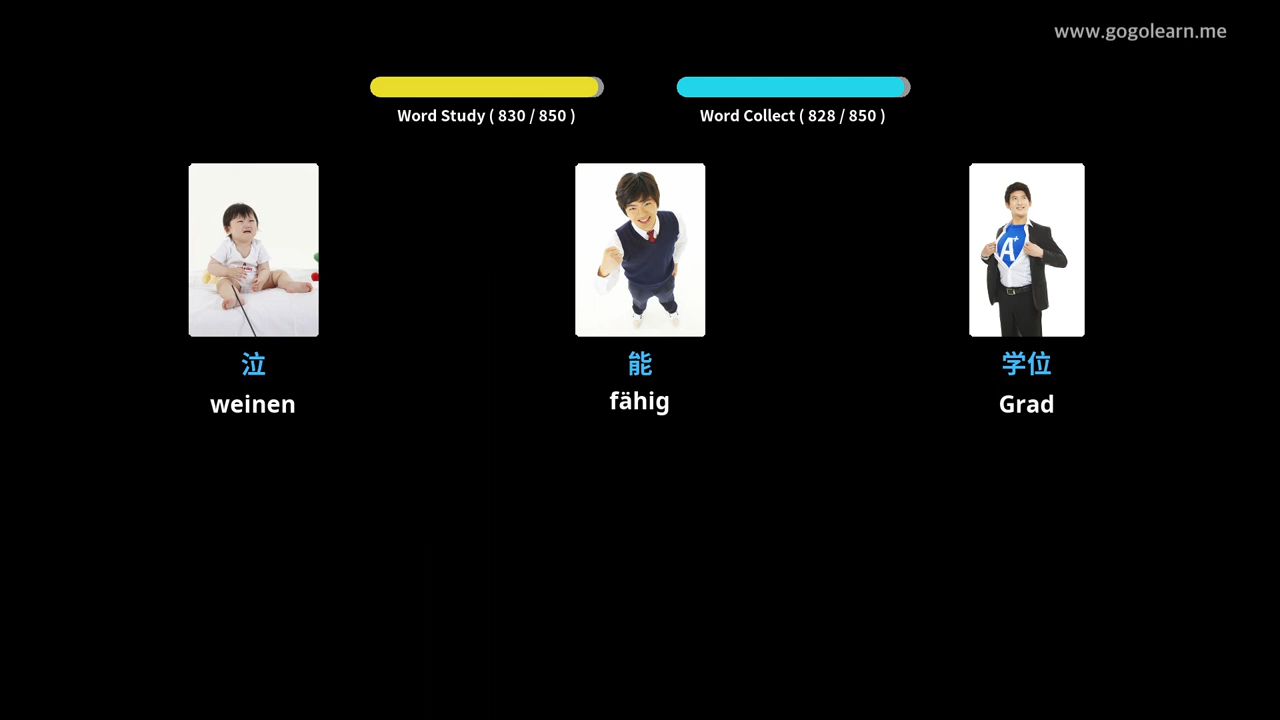 www.gogolearn.me
Word Study ( 830 / 850 )
Word Collect ( 828 / 850 )
A+
泣
能
学位
weinen
fähig
Grad